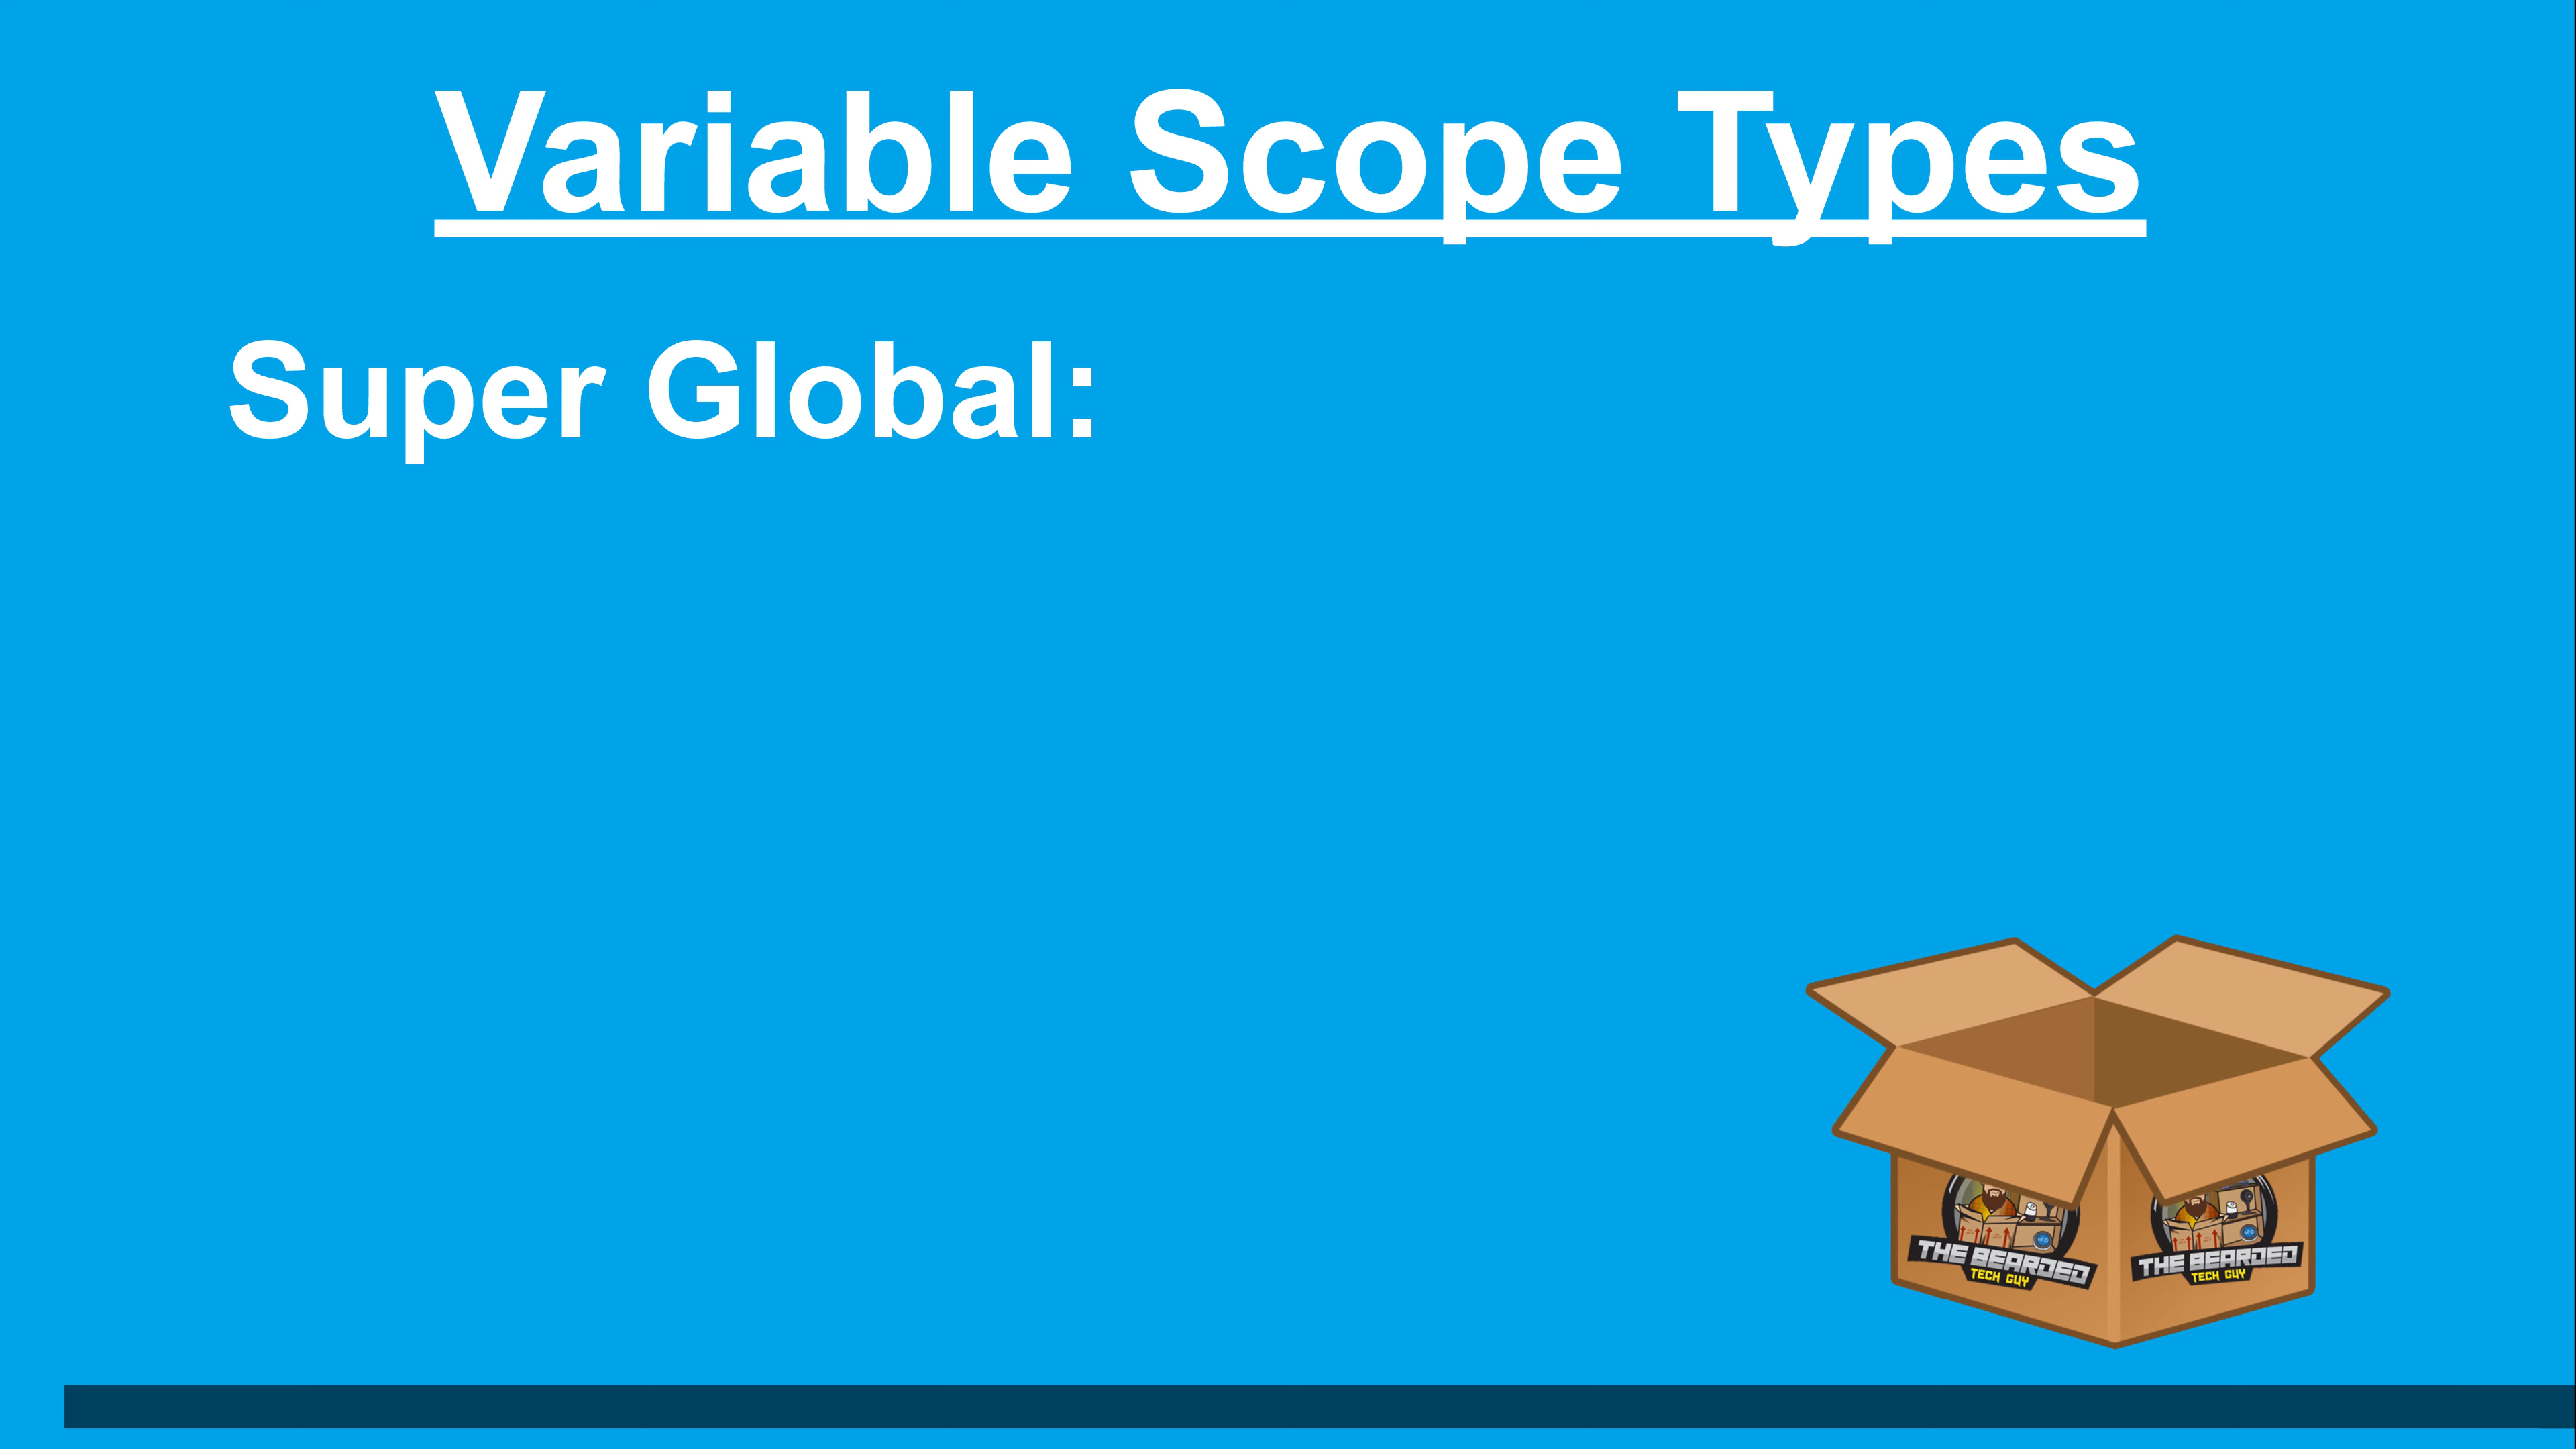 Variable Scope Types
Super Global:
THE BEARDED
TECH GUY
THE BEARDED
TECH GUY